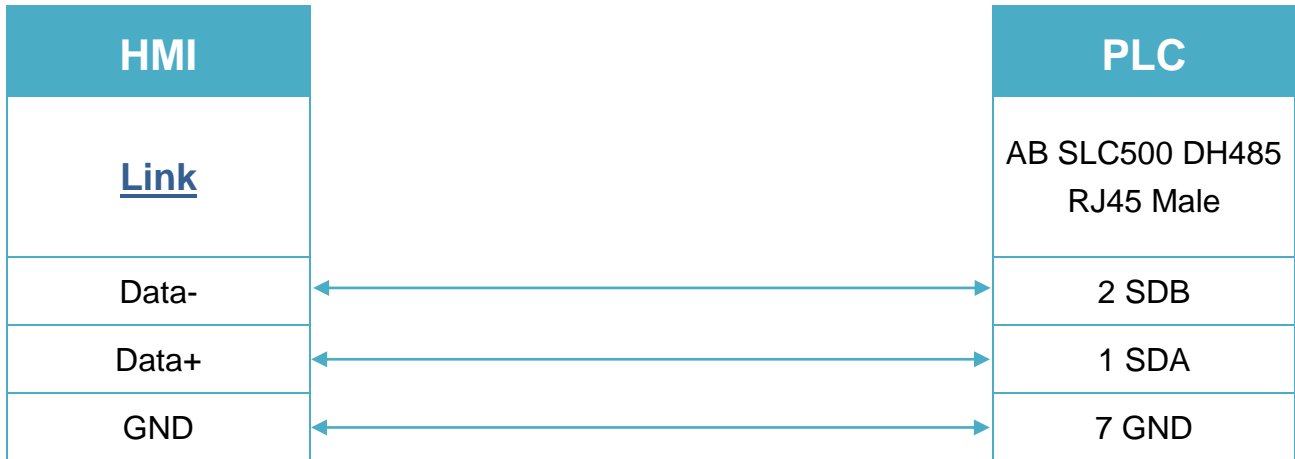 HMI
PLC
Link
AB SLC500 DH485
RJ45 Male
Data-
2 SDB
Data+
1 SDA
GND
7 GND